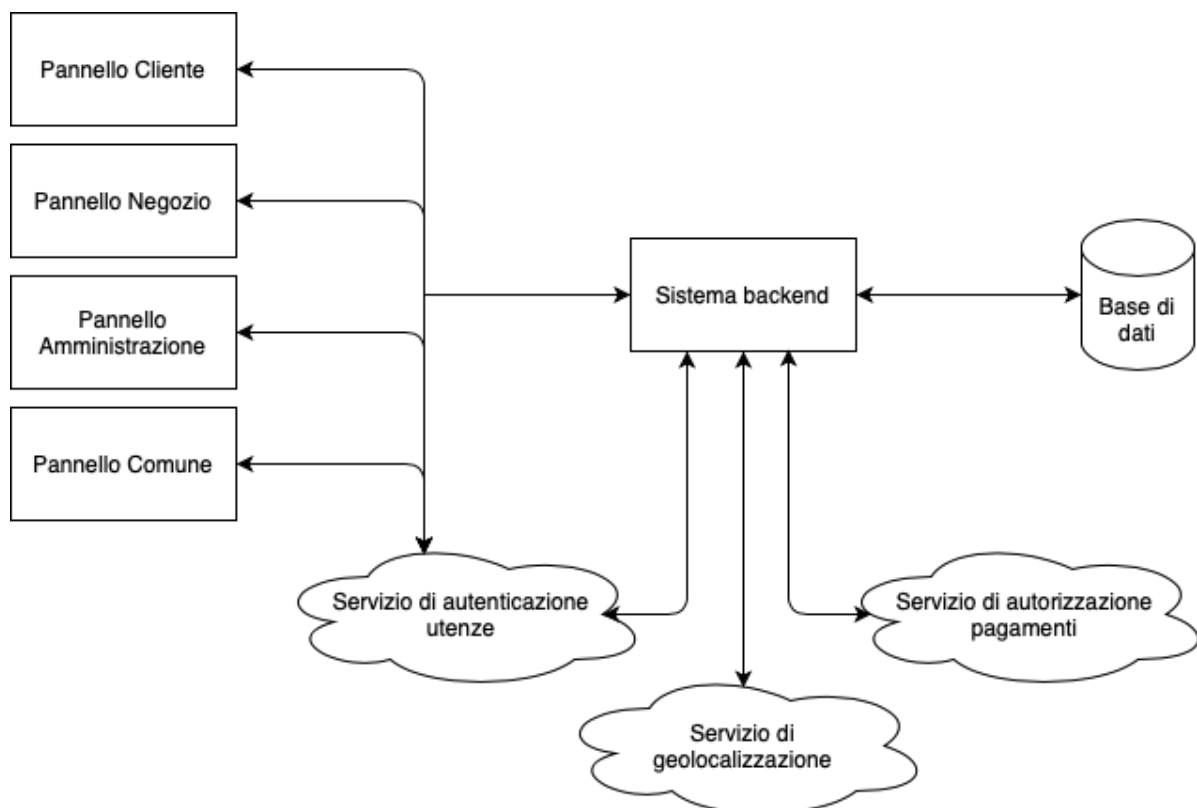 Pannello Cliente
Pannello Negozio
Pannello
Amministrazione
Pannello Comune
Sistema backend
Base di
dati
Servizio di autenticazione
utenze
Servizio di
geolocalizzazione
Servizio di autorizzazione
pagamenti